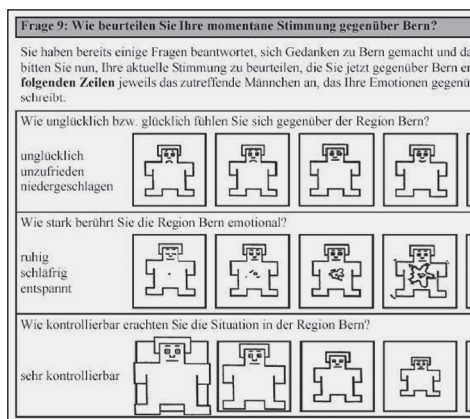 Frage 9: Wie beurteilen Sie Ihre momentane Stimmung gegenüber Bern?
Sie haben bereits einige Fragen beantwortet, sich Gedanken zu Bern gemacht und da
bitten Sie nun, Ihre aktuelle Stimmung zu beurteilen, die Sie jetzt gegenüber Bern e
folgenden Zeilen jeweils das zutreffende Männchen an, das Ihre Emotionen gegenü
schreibt.
Wie unglücklich bzw. glücklich fühlen Sie sich gegenüber der Region Bern?
unglücklich
unzufrieden
niedergeschlagen
Wie stark berührt Sie die Region Bern emotional?
ruhig
schläfrig
entspannt
Wie kontrollierbar erachten Sie die Situation in der Region Bern?
sehr kontrollierbar